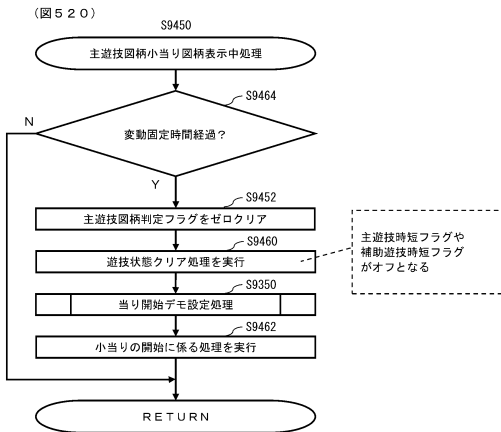 (図520)
S9450
主遊技図柄小当り図柄表示中処理
S9464
N
変動固定時間経過?
Y
S9452
主遊技図柄判定フラグをゼロクリア
S9460
遊技状態クリア処理を実行
主遊技時短フラグや
補助遊技時短フラグ
がオフとなる
S9350
当り開始デモ設定処理
S9462
小当りの開始に係る処理を実行
RETURN